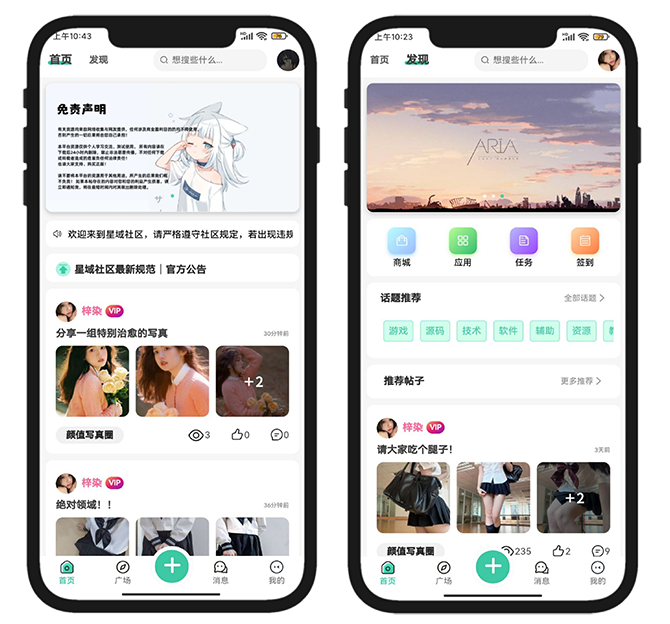 上午10:43
76
首页
发现
想搜些什么...
免责声明
欢迎来到星域社区，请严格遵守社区规定，若出现违规
星域社区最新规范｜官方公告
梓染
VIP
分享一组特别治愈的写真
30分钟前
+2
颜值写真圈
3
0
0
梓染
VIP
绝对领域！！
36分钟前
首页
广场
消息
我的
上午10:23
79
首页
发现
想搜些什么...
ARIA
商城
应用
任务
签到
话题推荐
全部话题
游戏
源码
技术
软件
辅助
资源
推荐帖子
更多推荐
梓染
VIP
请大家吃个腿子！
3天前
+2
颜值写真圈
235
2
9
首页
广场
消息
我的